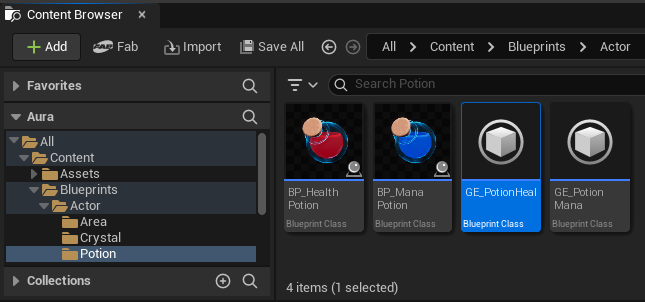 Content Browser
Add
Fab
Import
Save All
All > Content > Blueprints > Actor
Favorites
Search Potion
Aura
All
Content
Assets
Blueprints
Actor
Area
Crystal
Potion
BP_Health
Potion
Blueprint Class
BP_Mana
Potion
Blueprint Class
GE_PotionHeal
Blueprint Class
GE_Potion
Mana
Blueprint Class
Collections
4 items (1 selected)